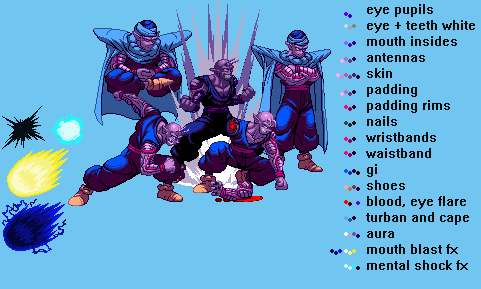 eye pupils
eye + teeth white
mouth insides
antennas
skin
padding
padding rims
nails
wristbands
waistband
gi
shoes
blood, eye flare
turban and cape
aura
mouth blast fx
mental shock fx